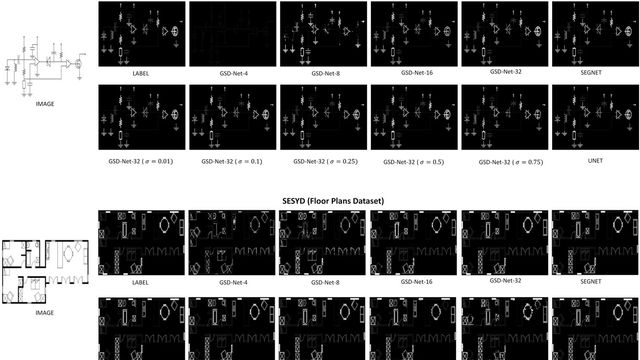 LABEL GSD-Net-4 GSD-Net-8 GSD-Net-16 GSD-Net-32 SEGNET
IMAGE
GSD-Net-32 ( σ = 0.01) GSD-Net-32 ( σ = 0.1) GSD-Net-32 ( σ = 0.25) GSD-Net-32 ( σ = 0.5) GSD-Net-32 ( σ = 0.75) UNET
SESYD (Floor Plans Dataset)
LABEL GSD-Net-4 GSD-Net-8 GSD-Net-16 GSD-Net-32 SEGNET
IMAGE